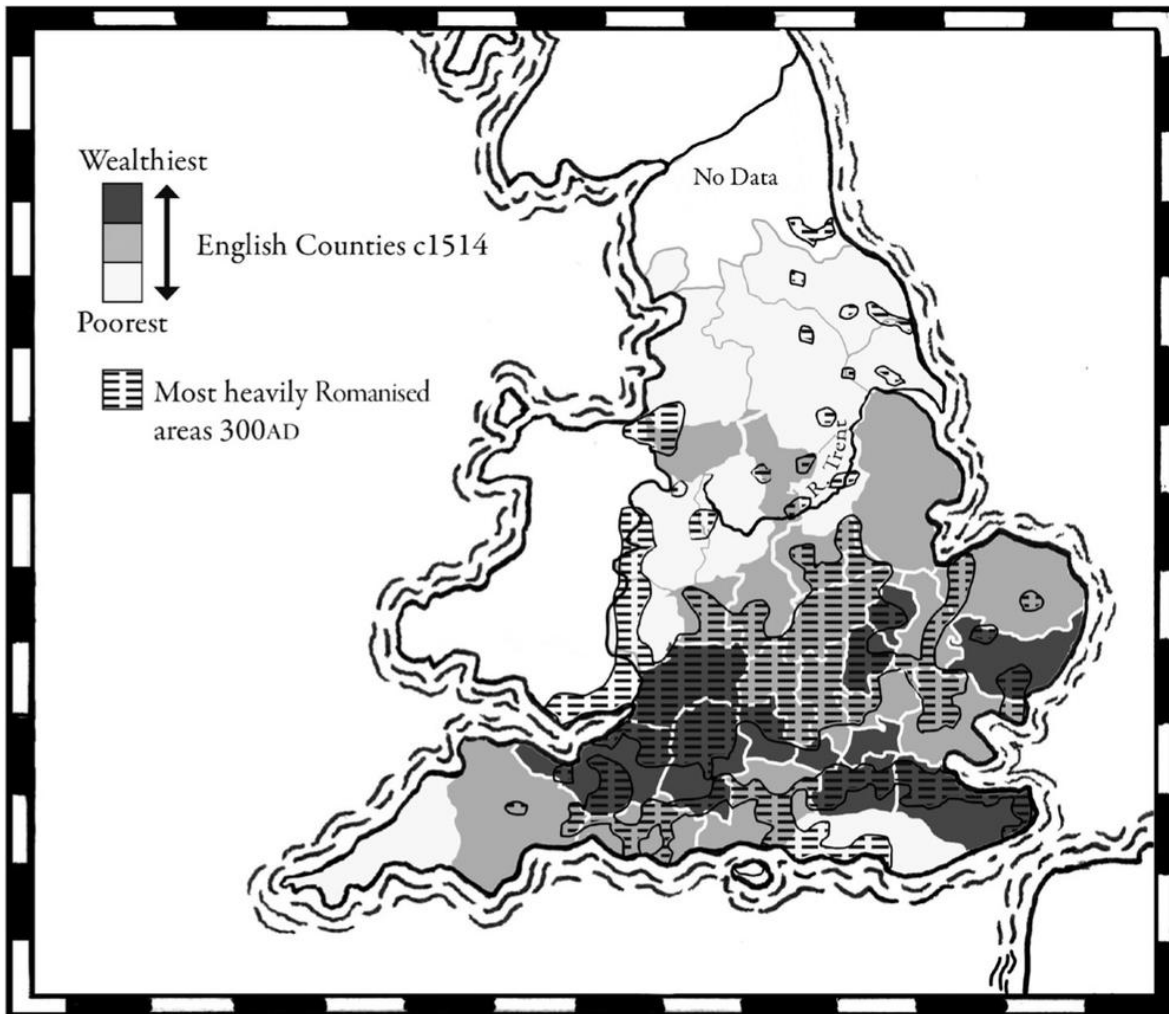 Wealthiest
English Counties c1514
Poorest
Most heavily Romanised
areas 300AD
No Data
R. Trent